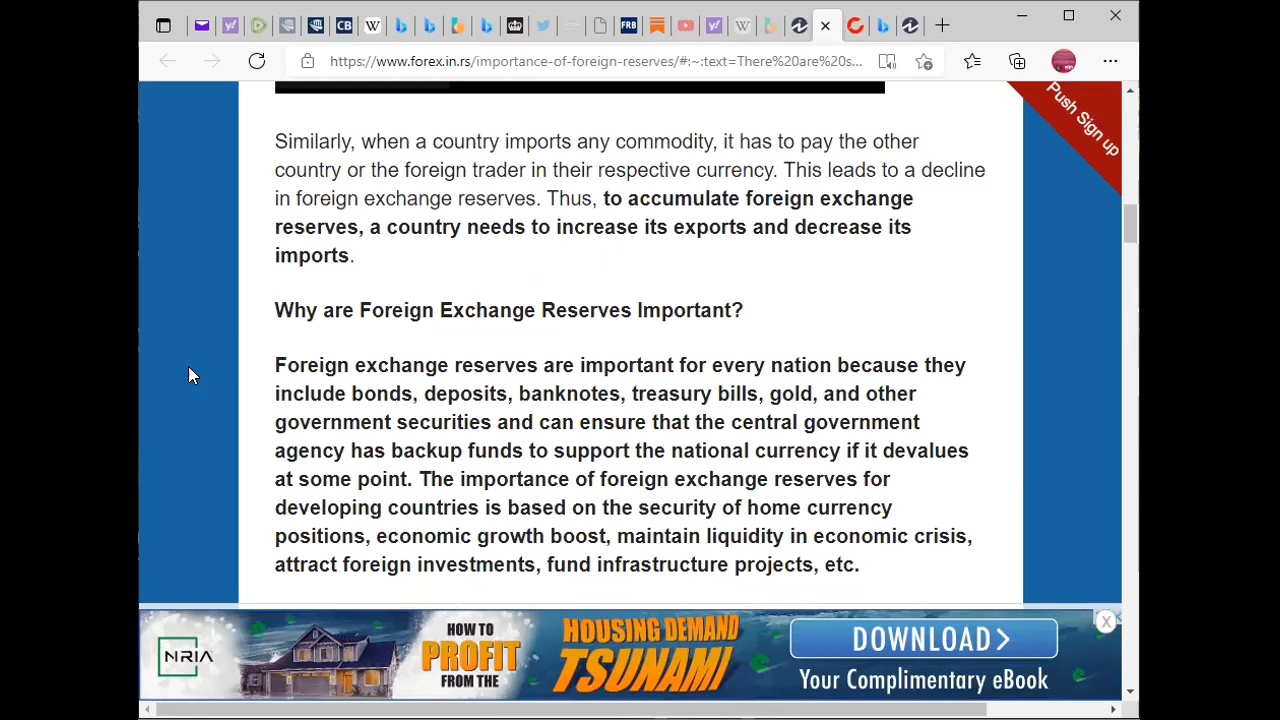 CB
W
FRB
https://www.forex.in.rs/importance-of-foreign-reserves/#:~:text=There%20are%20s...
Push Sign up
Similarly, when a country imports any commodity, it has to pay the other
country or the foreign trader in their respective currency. This leads to a decline
in foreign exchange reserves. Thus, to accumulate foreign exchange
reserves, a country needs to increase its exports and decrease its
imports.
Why are Foreign Exchange Reserves Important?
Foreign exchange reserves are important for every nation because they
include bonds, deposits, banknotes, treasury bills, gold, and other
government securities and can ensure that the central government
agency has backup funds to support the national currency if it devalues
at some point. The importance of foreign exchange reserves for
developing countries is based on the security of home currency
positions, economic growth boost, maintain liquidity in economic crisis,
attract foreign investments, fund infrastructure projects, etc.
NRIA
HOW TO
PROFIT
FROM THE
HOUSING DEMAND
TSUNAMI
DOWNLOAD >
Your Complimentary eBook
X